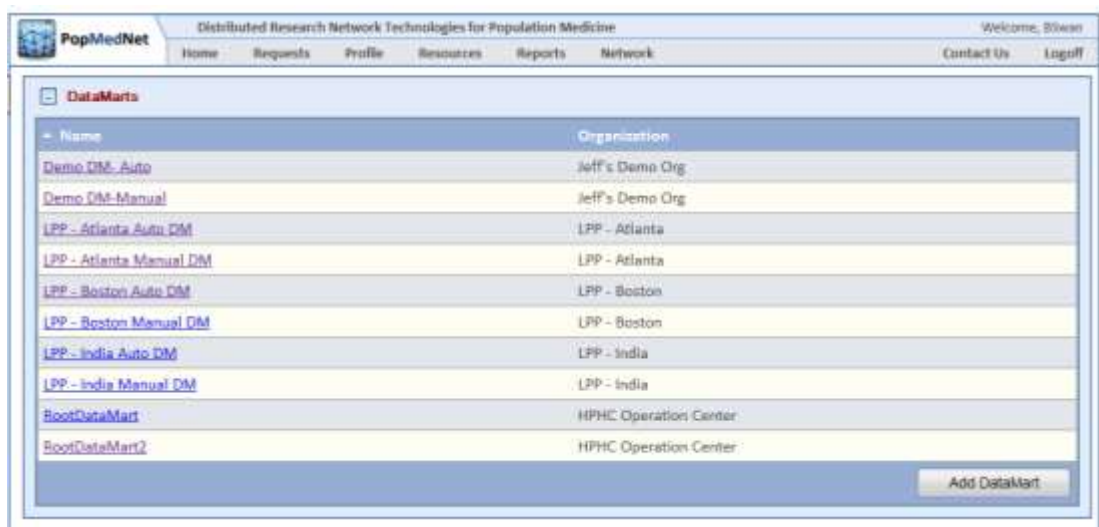 PopMedNet
Distributed Research Network Technologies for Population Medicine
Welcome,
Home Requests Profile Resources Reports Network Contact Us Logoff
DataMarts
Name Organization
Demo DM- Auto Jeff's Demo Org
Demo DM-Manual Jeff's Demo Org
LPP - Atlanta Auto DM LPP - Atlanta
LPP - Atlanta Manual DM LPP - Atlanta
LPP - Boston Auto DM LPP - Boston
LPP - Boston Manual DM LPP - Boston
LPP - India Auto DM LPP - India
LPP - India Manual DM LPP - India
RootDataMart HPHC Operation Center
RootDataMart2 HPHC Operation Center
Add DataMart